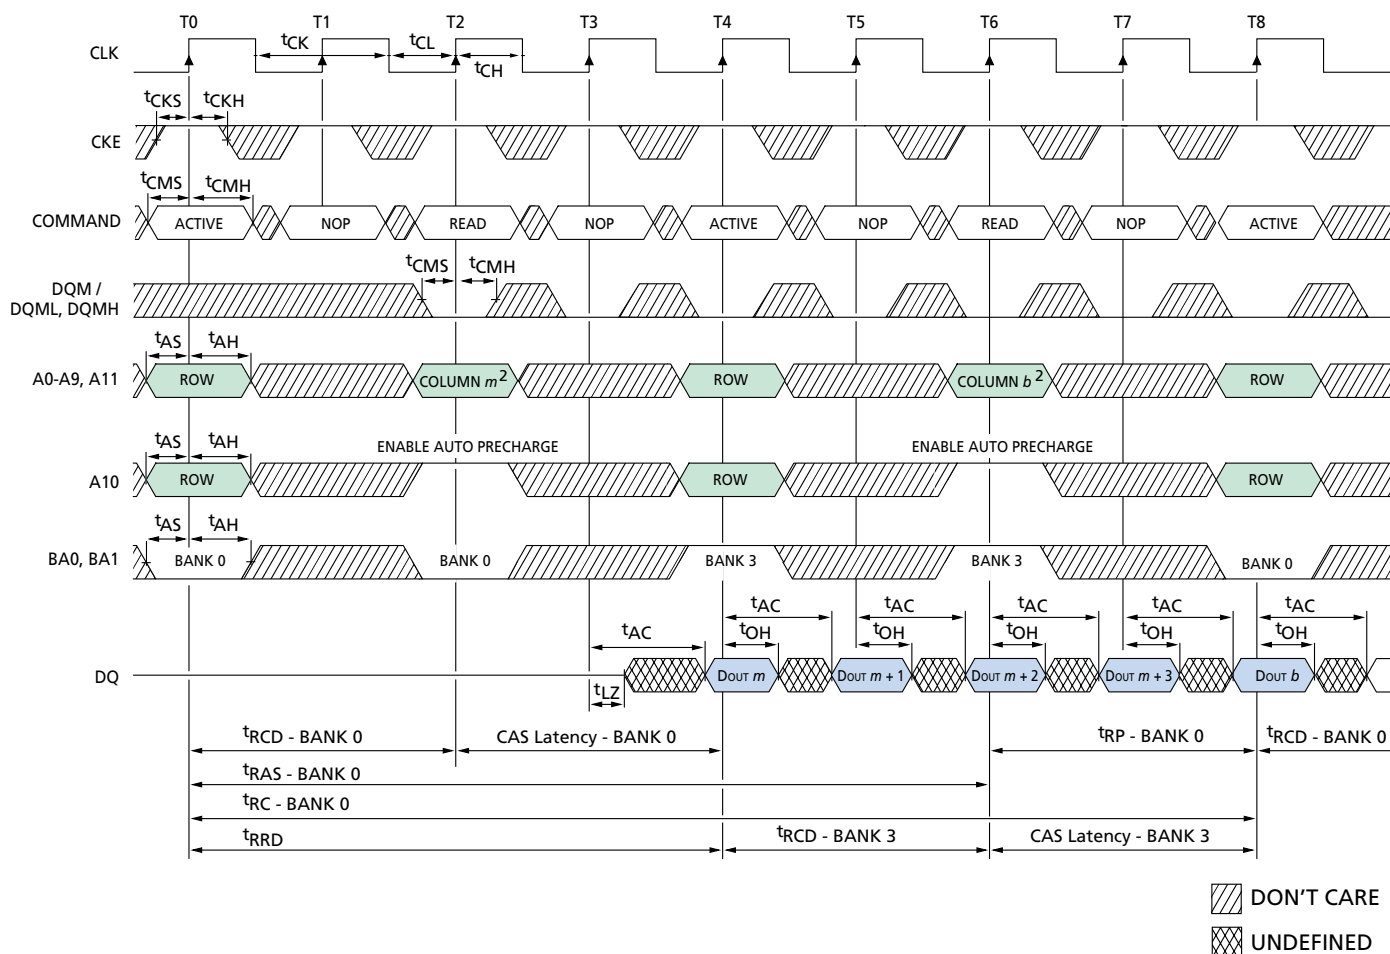 T0 T1 T2 T3 T4 T5 T6 T7 T8
CLK
tCK tCL
tCH
tCKS tCKH
CKE
tCMS tCMH
COMMAND ACTIVE NOP READ NOP ACTIVE NOP READ NOP ACTIVE
tCMS tCMH
DQM /
DQML, DQMH
tAS tAH
A0-A9, A11 ROW COLUMN m2 ROW COLUMN b2 ROW
tAS tAH ENABLE AUTO PRECHARGE ENABLE AUTO PRECHARGE
A10 ROW ROW ROW
tAS tAH
BA0, BA1 BANK 0 BANK 0 BANK 3 BANK 3 BANK 0
tAC tAC tAC tAC tAC tAC
tOH tOH tOH tOH tOH
DQ DOUT m DOUT m + 1 DOUT m + 2 DOUT m + 3 DOUT b
tLZ
tRCD - BANK 0 CAS Latency - BANK 0 tRP - BANK 0 tRCD - BANK 0
tRAS - BANK 0
tRC - BANK 0
tRRD tRCD - BANK 3 CAS Latency - BANK 3
DON'T CARE
UNDEFINED